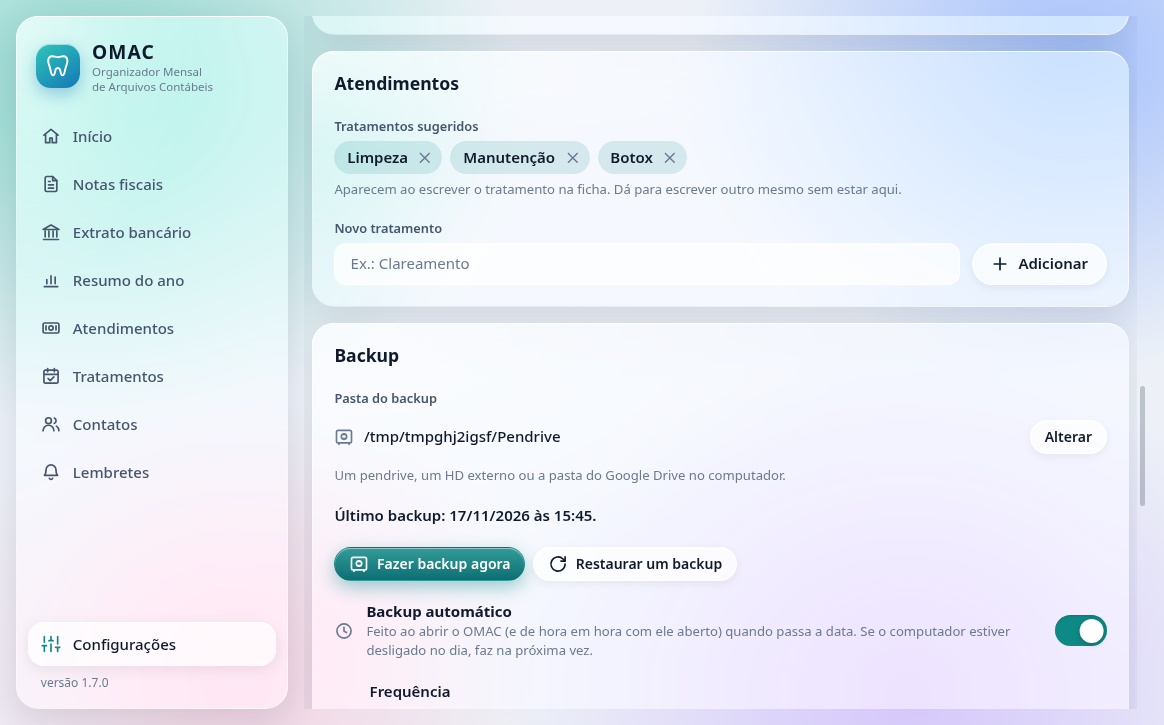 OMAC
Organizador Mensal
de Arquivos Contábeis
Início
Notas fiscais
Extrato bancário
Resumo do ano
Atendimentos
Tratamentos
Contatos
Lembretes
Configurações
versão 1.7.0
Atendimentos
Tratamentos sugeridos
Limpeza
Manutenção
Botox
Aparecem ao escrever o tratamento na ficha. Dá para escrever outro mesmo sem estar aqui.
Novo tratamento
Ex.: Clareamento
Adicionar
Backup
Pasta do backup
/tmp/tmpghj2igsf/Pendrive
Alterar
Um pendrive, um HD externo ou a pasta do Google Drive no computador.
Último backup: 17/11/2026 às 15:45.
Fazer backup agora
Restaurar um backup
Backup automático
Feito ao abrir o OMAC (e de hora em hora com ele aberto) quando passa a data. Se o computador estiver
desligado no dia, faz na próxima vez.
Frequência